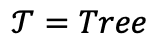 𝒯 = Tree